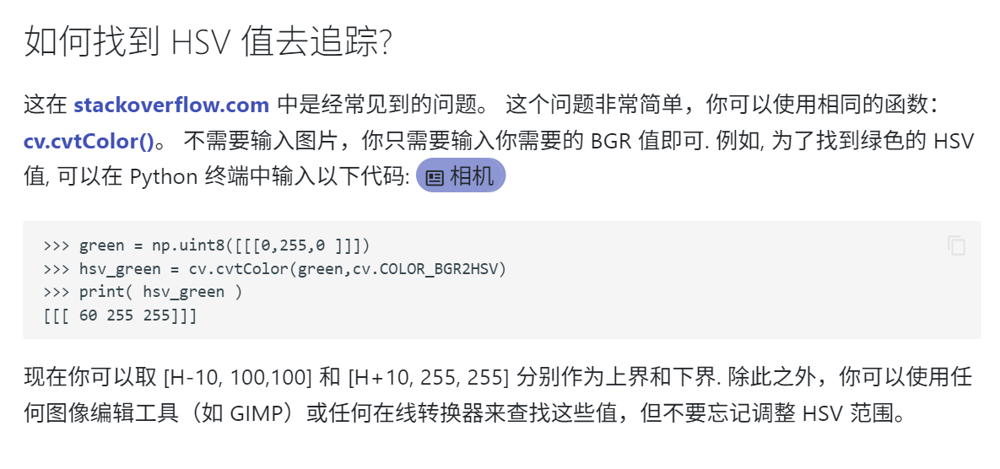 如何找到 HSV 值去追踪?
这在 stackoverflow.com 中是经常见到的问题。 这个问题非常简单，你可以使用相同的函数：
cv.cvtColor()。 不需要输入图片，你只需要输入你需要的 BGR 值即可. 例如, 为了找到绿色的 HSV
值, 可以在 Python 终端中输入以下代码: 相机
>>> green = np.uint8([[[0,255,0 ]]])
>>> hsv_green = cv.cvtColor(green,cv.COLOR_BGR2HSV)
>>> print( hsv_green )
[[[ 60 255 255]]]
现在你可以取 [H-10, 100,100] 和 [H+10, 255, 255] 分别作为上界和下界. 除此之外，你可以使用任
何图像编辑工具（如 GIMP）或任何在线转换器来查找这些值，但不要忘记调整 HSV 范围。